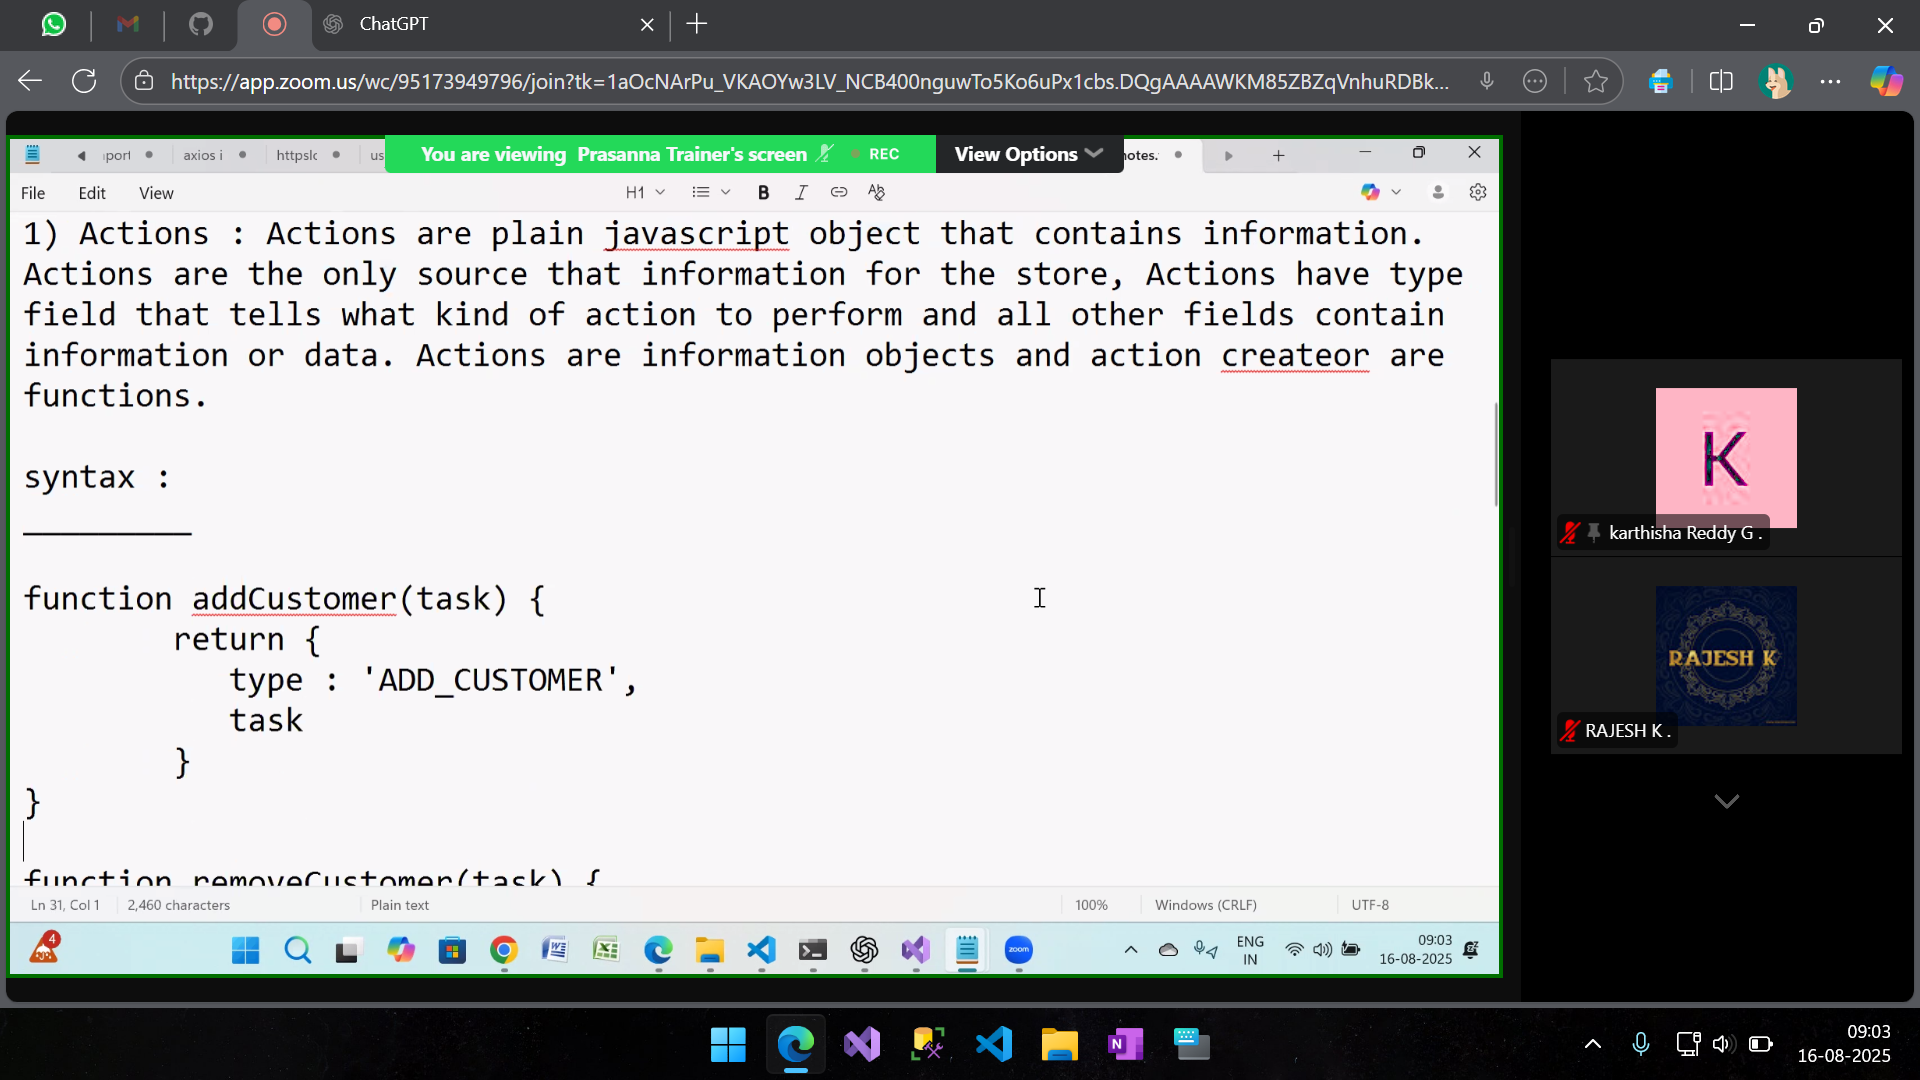 ChatGPT
https://app.zoom.us/wc/95173949796/join?tk=1aOcNArPu_VKAOYw3LV_NCB400nguwTo5Ko6uPx1cbs.DQgAAAAWKM85ZBZqVnhuRDBk...
port axios i httpslc us You are viewing Prasanna Trainer's screen REC View Options notes.
File Edit View H1 B I
1) Actions : Actions are plain javascript object that contains information.
Actions are the only source that information for the store, Actions have type
field that tells what kind of action to perform and all other fields contain
information or data. Actions are information objects and action createor are
functions.
syntax :
function addCustomer(task) {
return {
type : 'ADD_CUSTOMER',
task
}
}
function removeCustomer(task) {
Ln 31, Col 1 2,460 characters Plain text 100% Windows (CRLF) UTF-8
4 zoom ENG IN 09:03 16-08-2025
K
karthisha Reddy G .
RAJESH K
RAJESH K .
N
09:03
16-08-2025